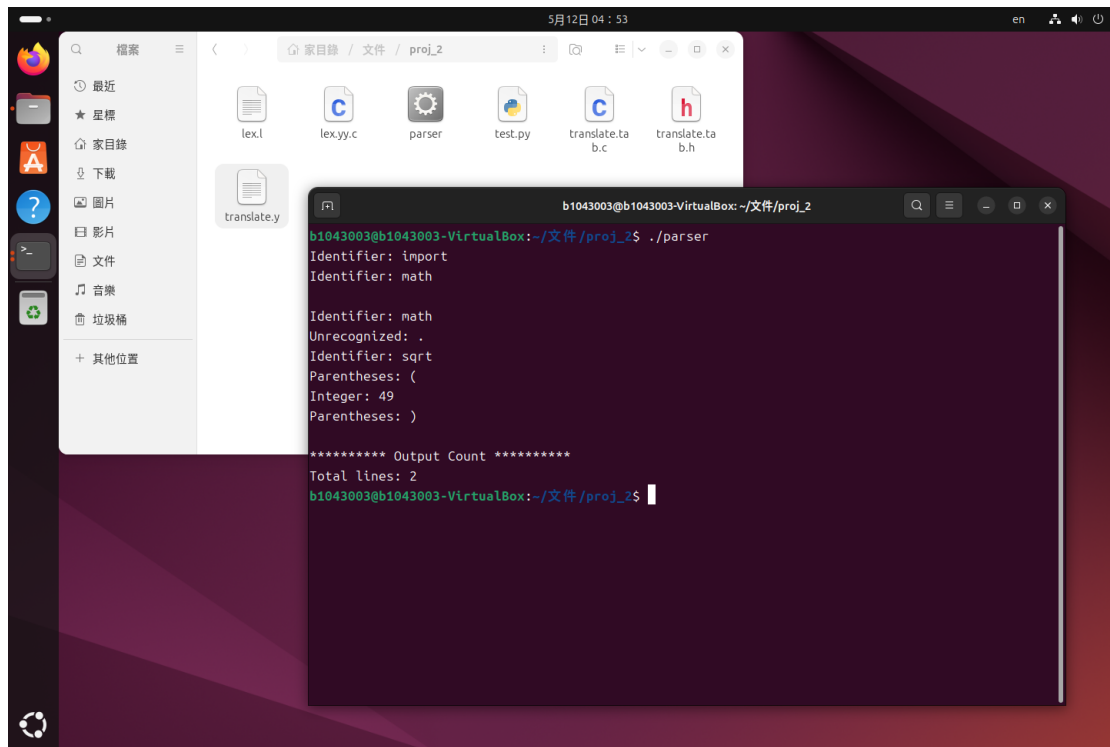 5月12日 04：53
en
檔案
家目錄 / 文件 / proj_2
最近
星標
家目錄
下載
圖片
影片
文件
音樂
垃圾桶
+ 其他位置
lex.l
lex.yy.c
parser
test.py
translate.ta
b.c
translate.ta
b.h
translate.y
b1043003@b1043003-VirtualBox: ~/文件/proj_2
b1043003@b1043003-VirtualBox:~/文件/proj_2$ ./parser
Identifier: import
Identifier: math
Identifier: math
Unrecognized: .
Identifier: sqrt
Parentheses: (
Integer: 49
Parentheses: )
********** Output Count **********
Total lines: 2
b1043003@b1043003-VirtualBox:~/文件/proj_2$